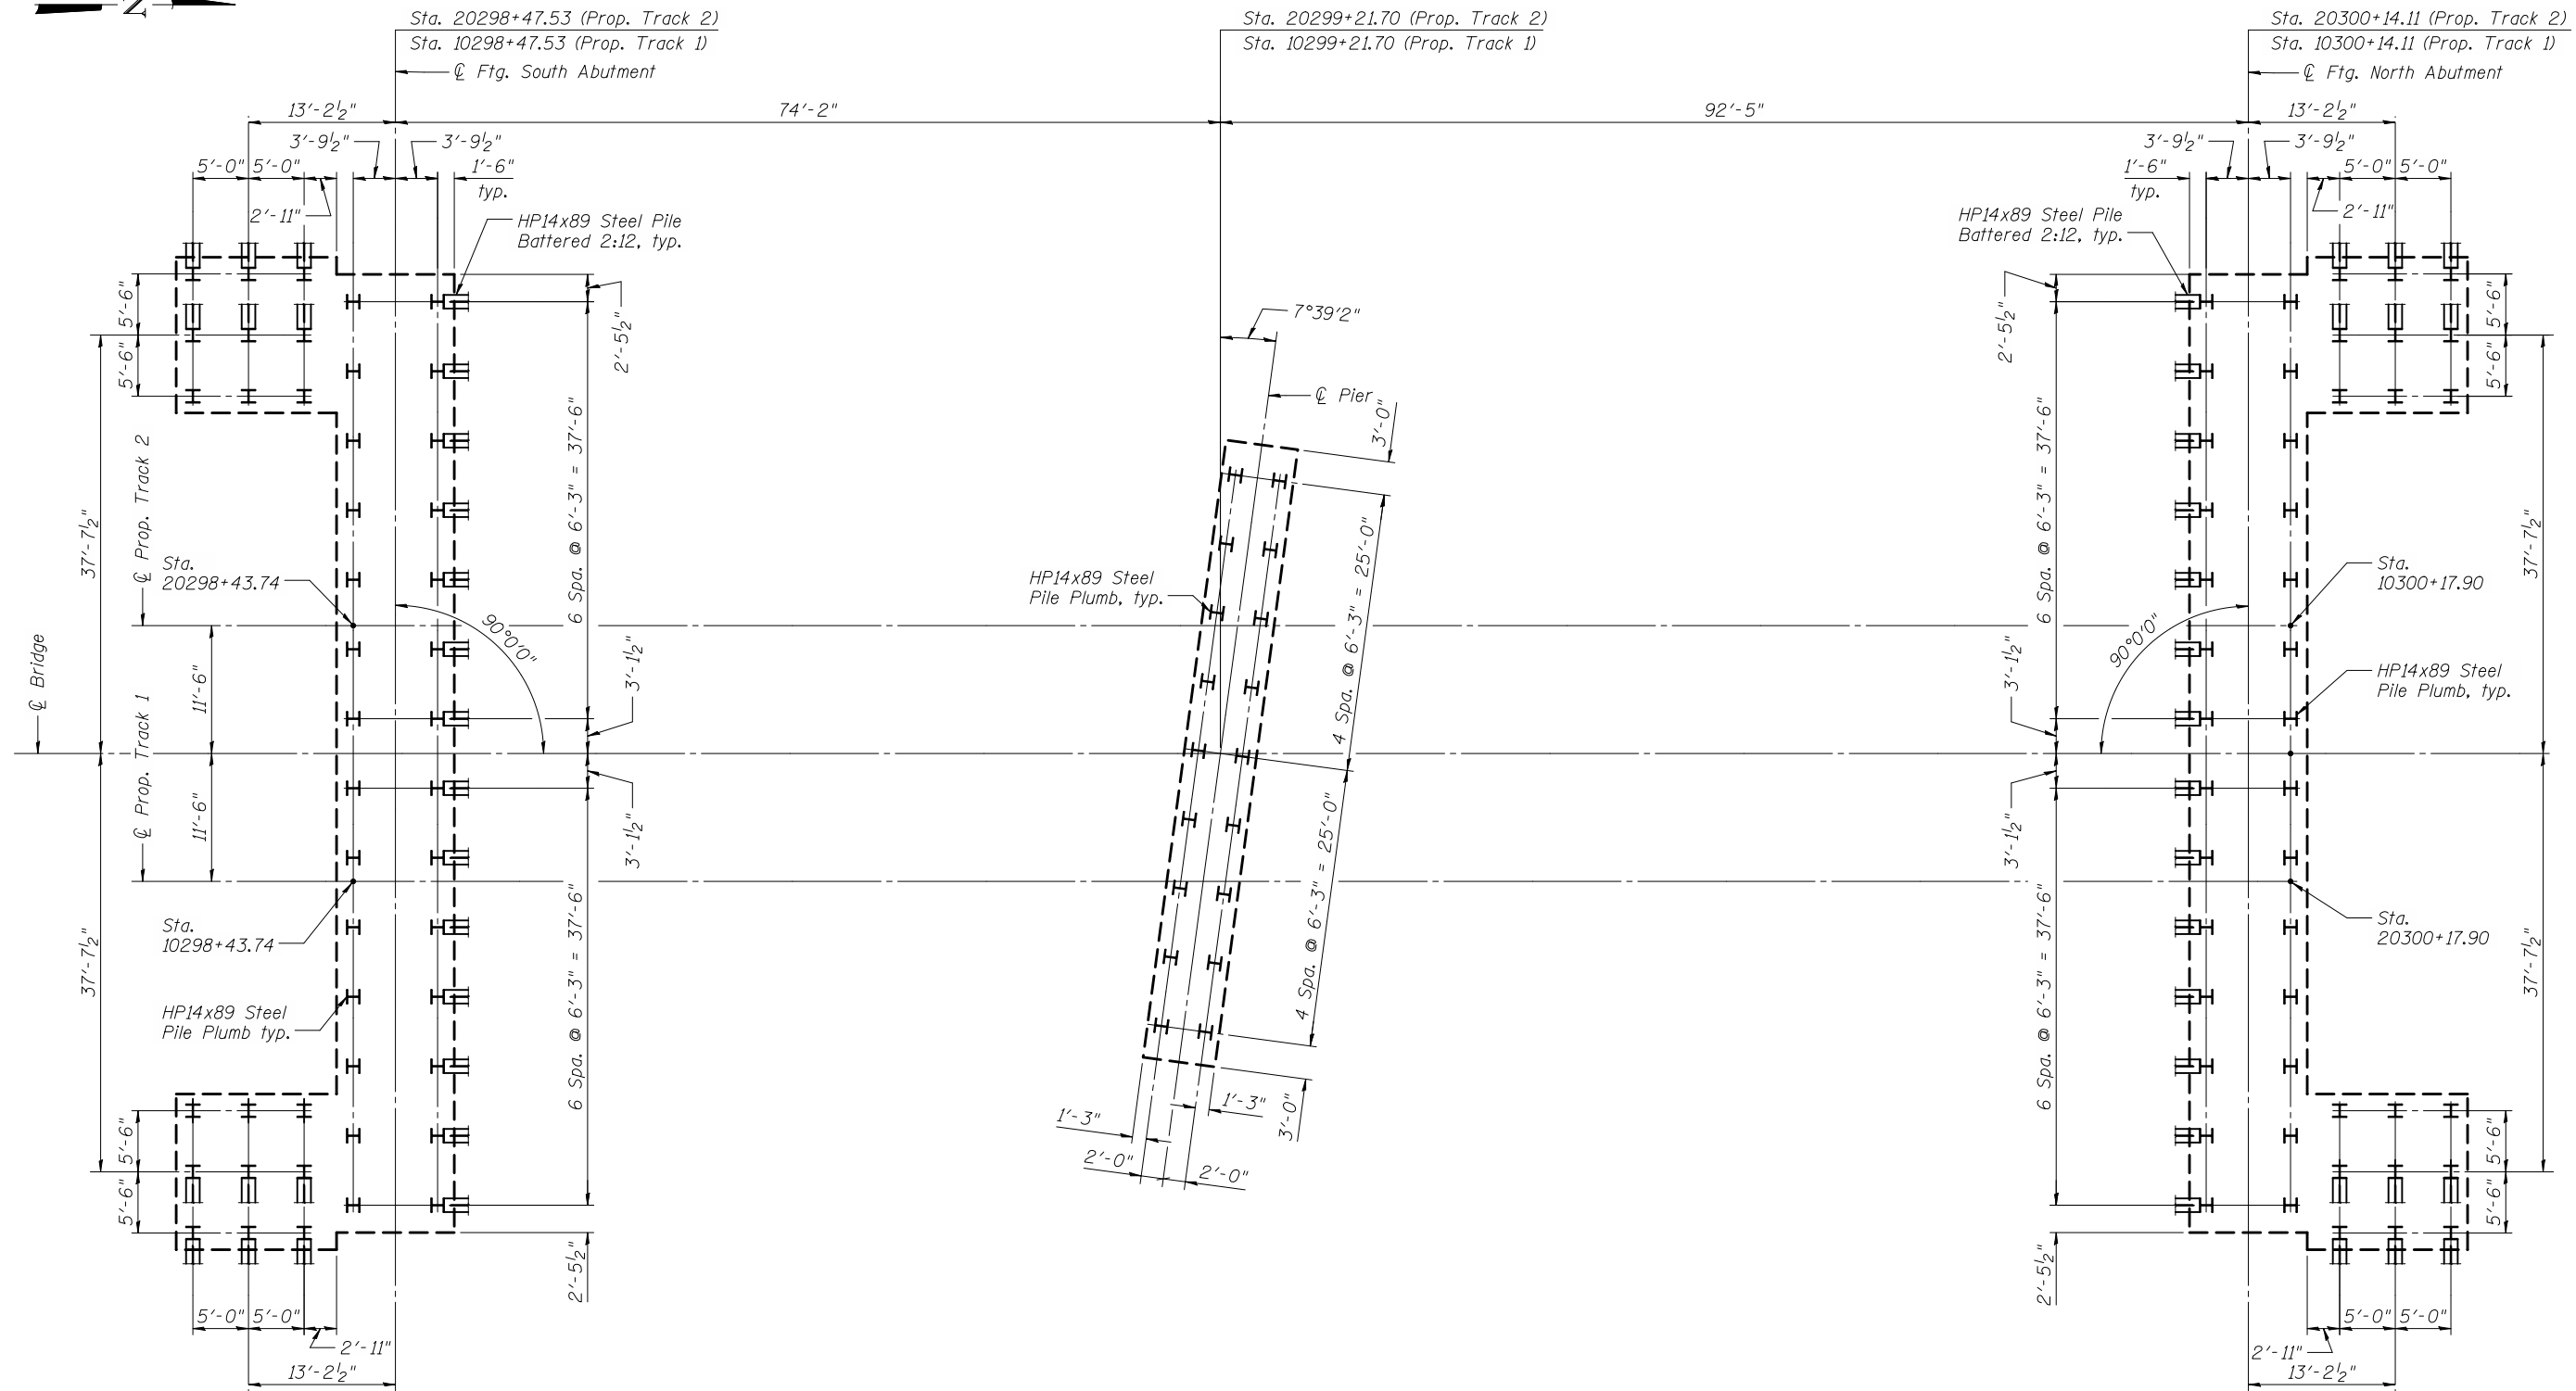 N
Sta. 20298+47.53 (Prop. Track 2)
Sta. 10298+47.53 (Prop. Track 1)
℄ Ftg. South Abutment
Sta. 20299+21.70 (Prop. Track 2)
Sta. 10299+21.70 (Prop. Track 1)
Sta. 20300+14.11 (Prop. Track 2)
Sta. 10300+14.11 (Prop. Track 1)
℄ Ftg. North Abutment
13'-2½"
74'-2"
92'-5"
13'-2½"
3'-9½"
3'-9½"
3'-9½"
3'-9½"
5'-0"
5'-0"
1'-6"
typ.
2'-11"
1'-6"
typ.
5'-0"
5'-0"
2'-11"
HP14x89 Steel Pile
Battered 2:12, typ.
HP14x89 Steel Pile
Battered 2:12, typ.
5'-6"
5'-6"
2'-5½"
7°39'2"
℄ Pier
3'-0"
2'-5½"
5'-6"
5'-6"
37'-7½"
℄ Prop. Track 2
Sta.
20298+43.74
6 Spa. @ 6'-3" = 37'-6"
90°0'0"
3'-1½"
HP14x89 Steel
Pile Plumb, typ.
4 Spa. @ 6'-3" = 25'-0"
6 Spa. @ 6'-3" = 37'-6"
3'-1½"
90°0'0"
Sta.
10300+17.90
37'-7½"
HP14x89 Steel
Pile Plumb, typ.
℄ Bridge
11'-6"
℄ Prop. Track 1
11'-6"
3'-1½"
3'-1½"
37'-7½"
Sta.
10298+43.74
HP14x89 Steel
Pile Plumb typ.
6 Spa. @ 6'-3" = 37'-6"
4 Spa. @ 6'-3" = 25'-0"
6 Spa. @ 6'-3" = 37'-6"
Sta.
20300+17.90
37'-7½"
5'-6"
5'-6"
1'-3"
1'-3"
3'-0"
2'-0"
2'-0"
5'-6"
5'-6"
2'-5½"
2'-5½"
5'-0"
5'-0"
2'-11"
13'-2½"
5'-0"
5'-0"
2'-11"
13'-2½"